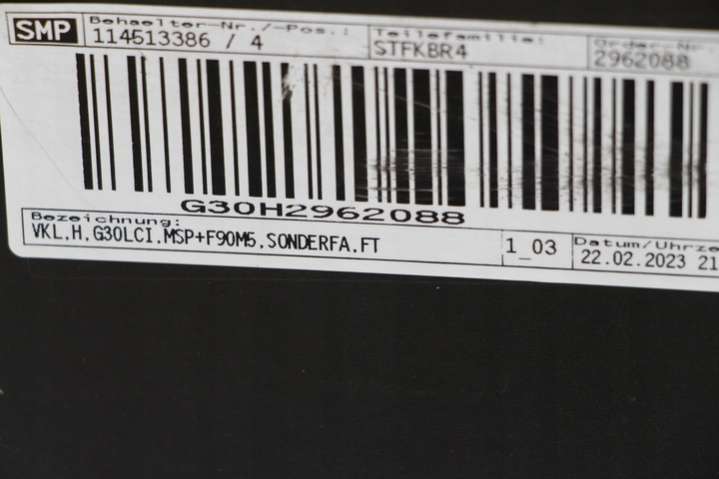 SMP
Behaelter-Nr./-Pos.: Teilefamilie: Order-Nr.
114513386 / 4 STFKBR4 2962088
G30H2962088
Bezeichnung: Datum/Uhrze
VKL.H.G30LCI.MSP+F90M5.SONDERFA.FT 1_03 22.02.2023 21